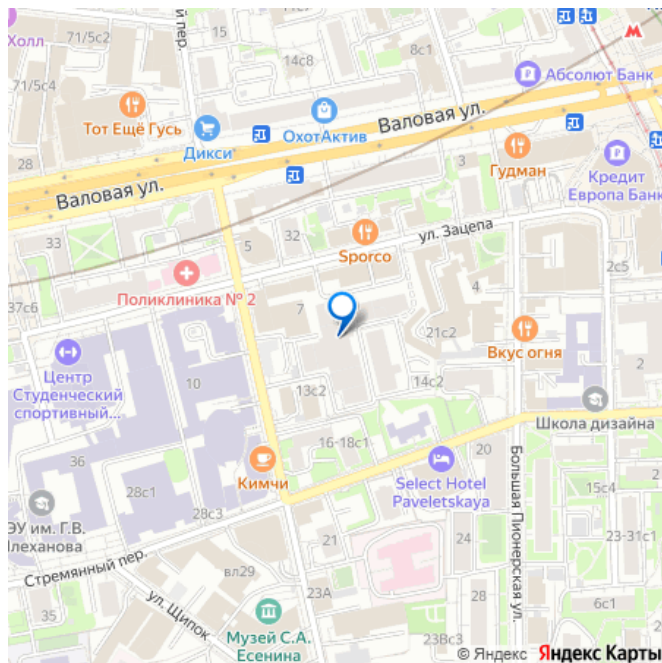 Холл
71/5с2
пер.
14с8
8с1
М
71/5с4
Абсолют Банк
Тот Ещё Гусь
Дикси
ОхотАктив
Валовая ул.
28
3
Гудман
Кредит
Европа Банк
Валовая ул.
33
5
32
ул. Зацепа
Sporco
2с5
37с6
Поликлиника № 2
7
4
21с2
Вкус огня
Центр
Студенческий
спортивный...
10
2
13с2
14с2
Школа дизайна
16-18с1
36
Кимчи
Select Hotel
Paveletskaya
20
Большая Пионерская ул.
28с1
15с4
ЭУ им. Г.В.
Плеханова
28с3
24
23-31с1
Стремянный пер.
21
вл29
35
ул. Щипок
23А
28
6с1
Музей С.А.
Есенина
23Вс3
© Яндекс Яндекс Карты